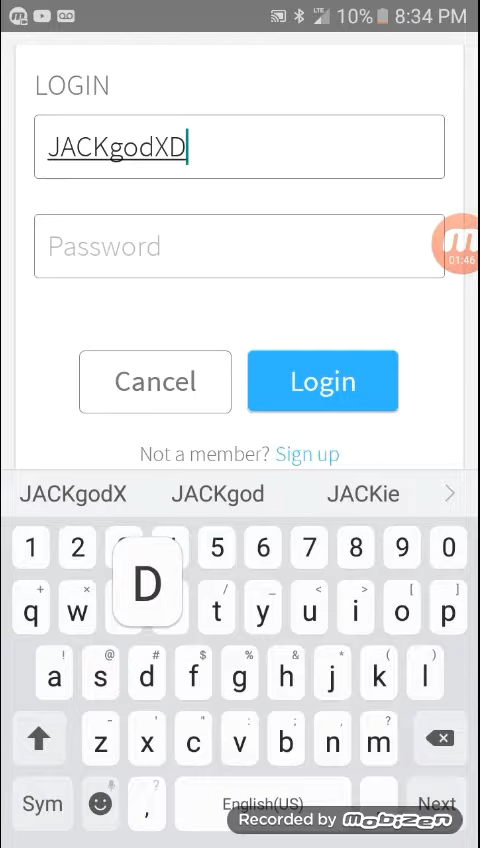 LTE 10% 8:34 PM
LOGIN
JACKgodXD
Password
01:46
Cancel Login
Not a member? Sign up
JACKgodX JACKgod JACKie >
1 2 5 6 7 8 9 0
D
+ × / _ < > [ ]
q w t y u i o p
! @ # $ % & * ( )
a s d f g h j k l
- ' " : ; , ?
z x c v b n m
Sym , ? English(US) Next
Recorded by mobizen